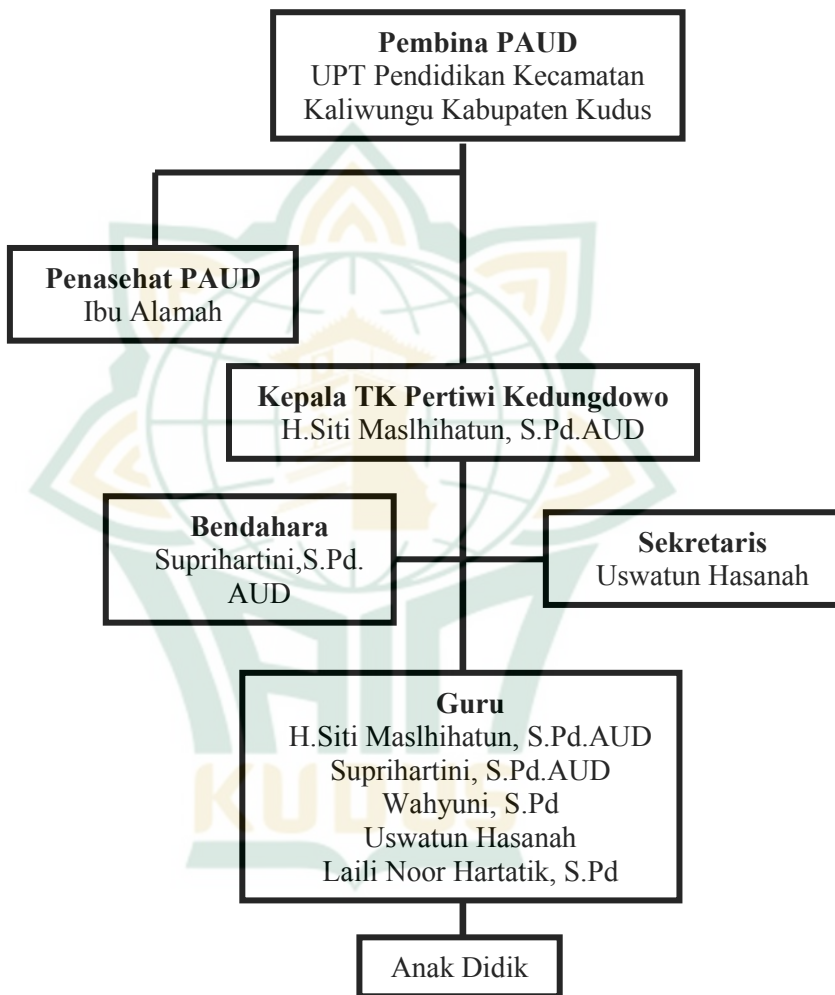 Pembina PAUD
UPT Pendidikan Kecamatan
Kaliwungu Kabupaten Kudus
Penasehat PAUD
Ibu Alamah
Kepala TK Pertiwi Kedungdowo
H.Siti Maslhihatun, S.Pd.AUD
Bendahara
Suprihartini,S.Pd.
AUD
Sekretaris
Uswatun Hasanah
Guru
H.Siti Maslhihatun, S.Pd.AUD
Suprihartini, S.Pd.AUD
Wahyuni, S.Pd
Uswatun Hasanah
Laili Noor Hartatik, S.Pd
KUDUS
Anak Didik